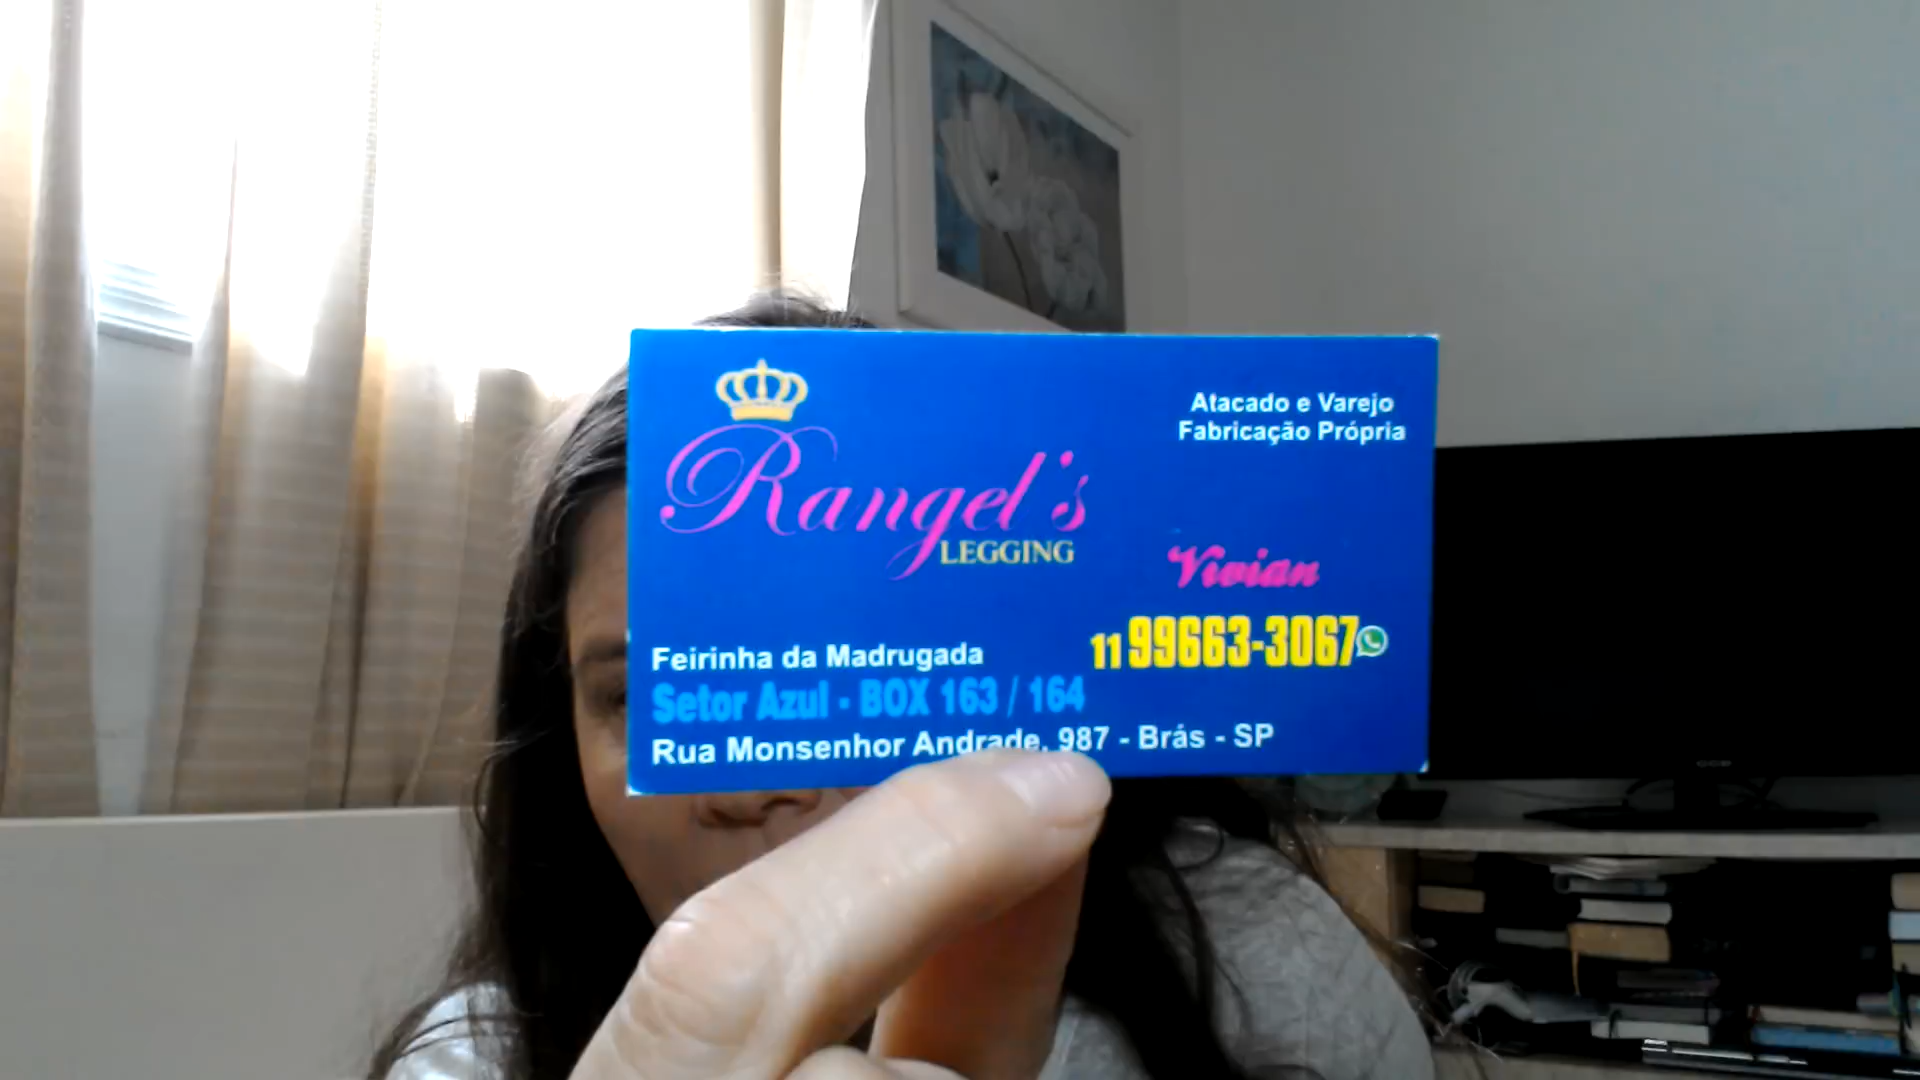 Rangel's
LEGGING
Atacado e Varejo
Fabricação Própria
Vivian
11 99663-3067
Feirinha da Madrugada
Setor Azul - BOX 163 / 164
Rua Monsenhor Andrade, 987 - Brás - SP